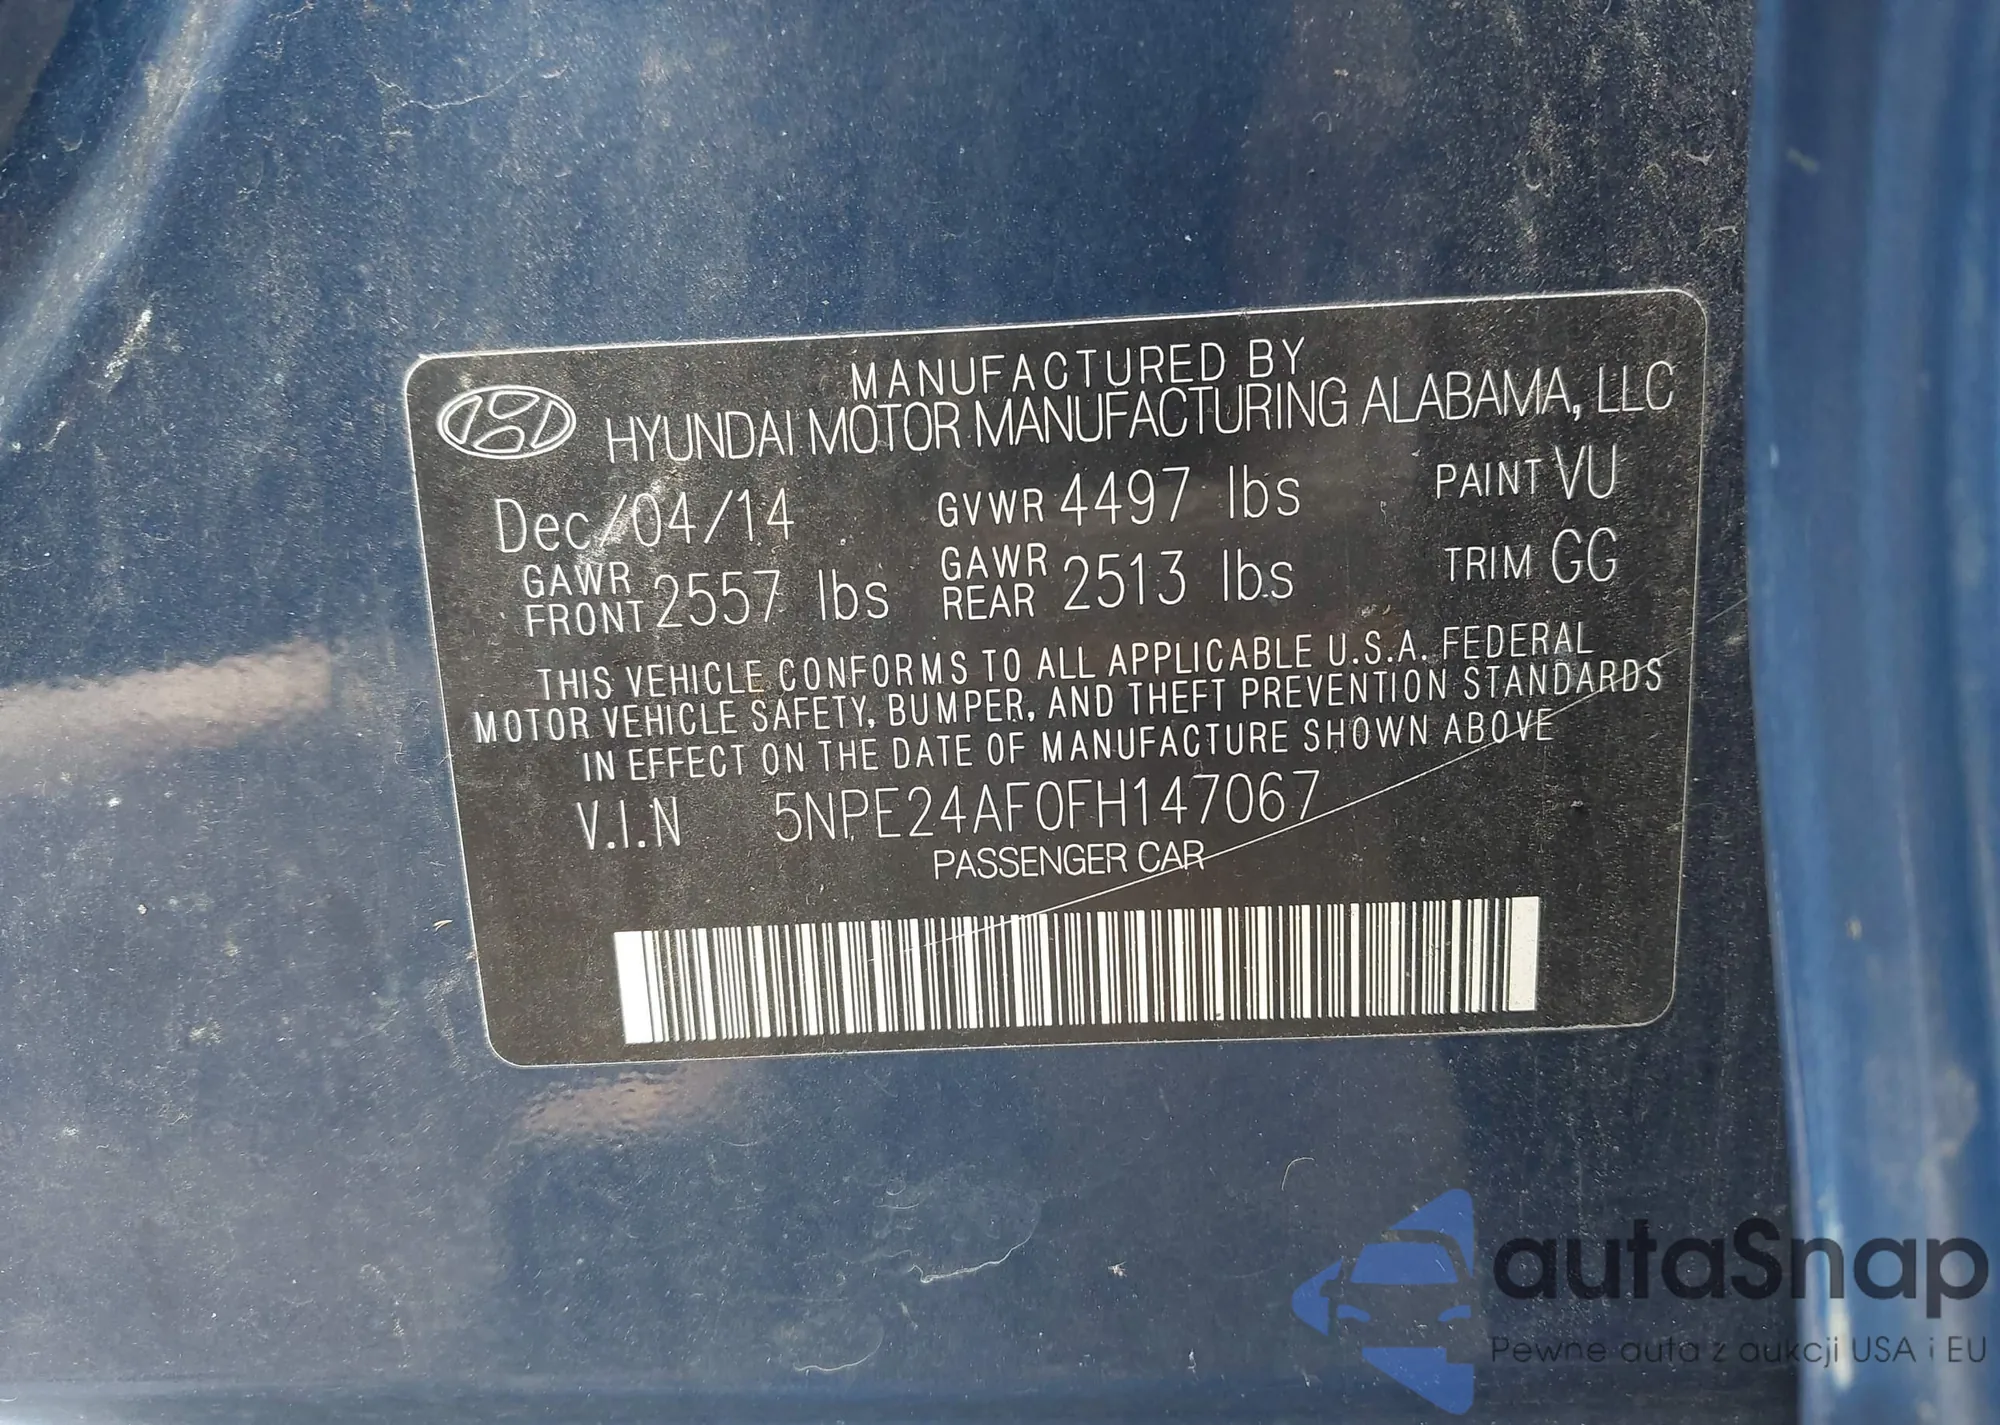 MANUFACTURED BY
HYUNDAI MOTOR MANUFACTURING ALABAMA, LLC
Dec/04/14 GVWR 4497 lbs PAINT VU
GAWR FRONT 2557 lbs GAWR REAR 2513 lbs TRIM GG
THIS VEHICLE CONFORMS TO ALL APPLICABLE U.S.A. FEDERAL
MOTOR VEHICLE SAFETY, BUMPER, AND THEFT PREVENTION STANDARDS
IN EFFECT ON THE DATE OF MANUFACTURE SHOWN ABOVE
V.I.N 5NPE24AF0FH147067
PASSENGER CAR
autaSnap
Pewne auta z aukcji USA i EU